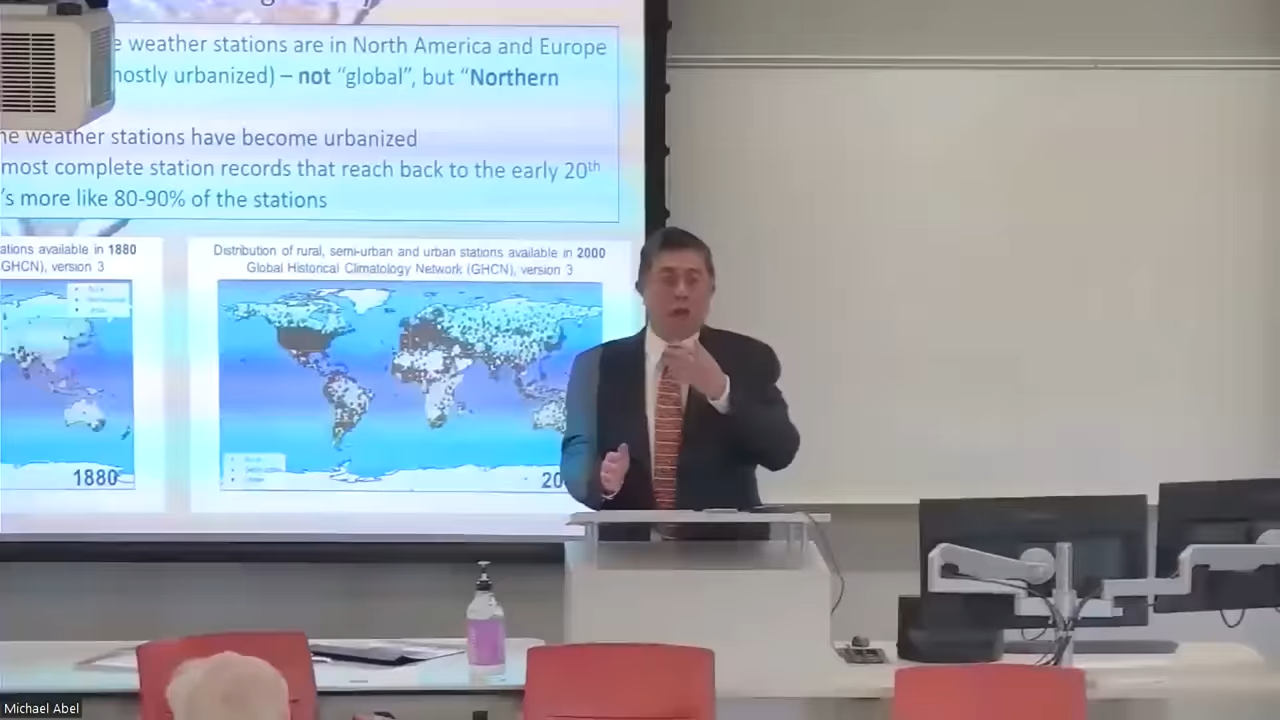 e weather stations are in North America and Europe
nostly urbanized) – not “global”, but “Northern
ne weather stations have become urbanized
most complete station records that reach back to the early 20th
’s more like 80-90% of the stations
ations available in 1880
GHCN), version 3
Distribution of rural, semi-urban and urban stations available in 2000
Global Historical Climatology Network (GHCN), version 3
1880
20
Michael Abel